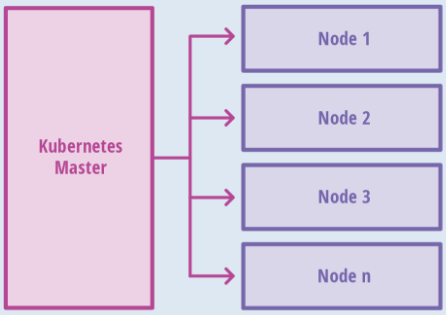 Kubernetes
Master
Node 1
Node 2
Node 3
Node n